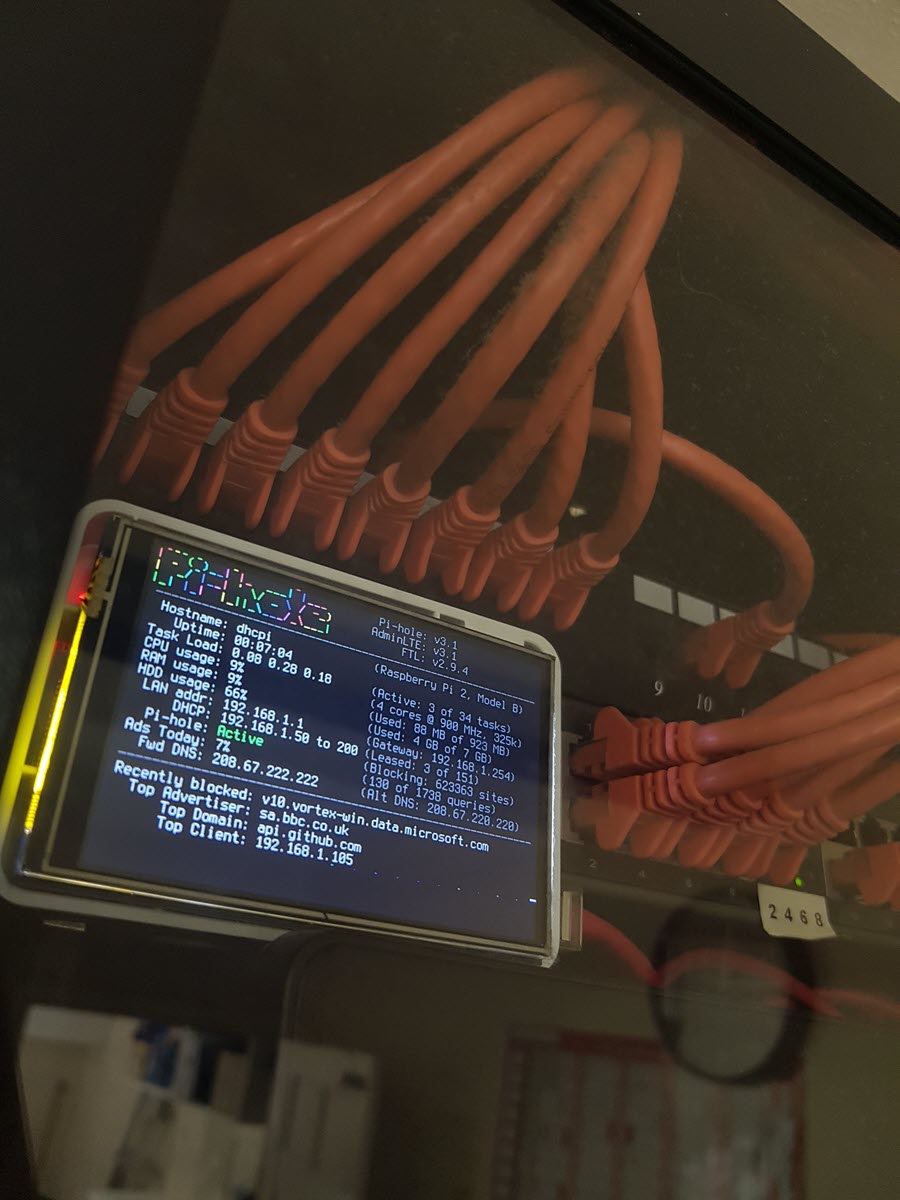 Pi-hole
Pi-hole: v3.1
AdminLTE: v3.1
FTL: v2.9.4
Hostname: dhcpi (Raspberry Pi 2, Model B)
Uptime: 00:07:04
Task Load: 0.08 0.28 0.18 (Active: 3 of 34 tasks)
CPU usage: 9% (4 cores @ 900 MHz, 325k)
RAM usage: 9% (Used: 88 MB of 923 MB)
HDD usage: 66% (Used: 4 GB of 7 GB)
LAN addr: 192.168.1.1 (Gateway: 192.168.1.254)
DHCP: 192.168.1.50 to 200 (Leased: 3 of 151)
Pi-hole: Active (Blocking: 623363 sites)
Ads Today: 7% (130 of 1738 queries)
Fwd DNS: 208.67.222.222 (Alt DNS: 208.67.220.220)
Recently blocked: v10.vortex-win.data.microsoft.com
Top Advertiser: sa.bbc.co.uk
Top Domain: api.github.com
Top Client: 192.168.1.105
9 10
2 4
2 4 6 8